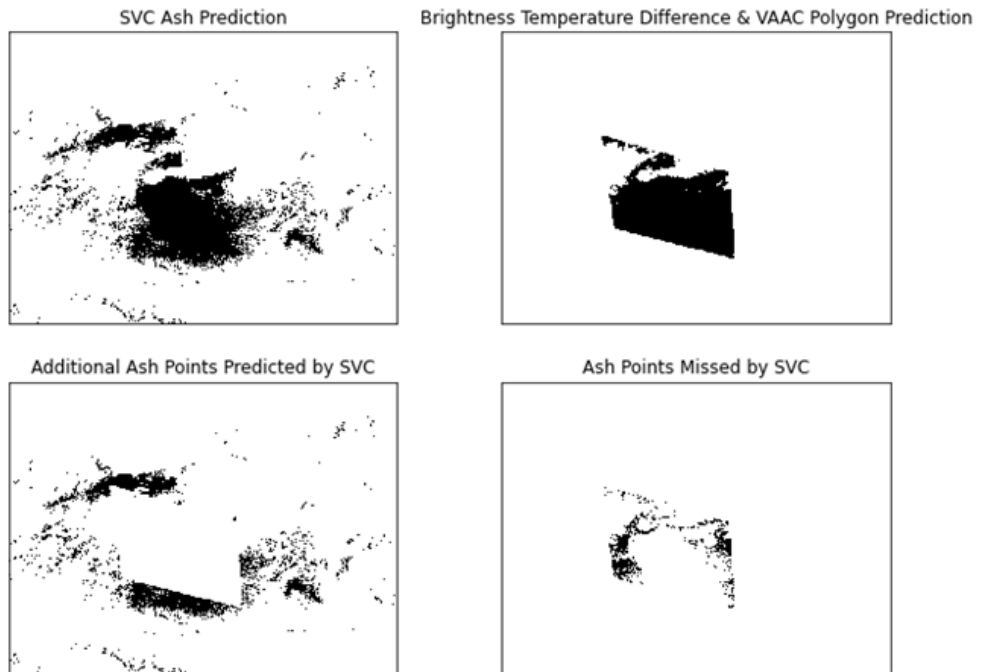 SVC Ash Prediction
Brightness Temperature Difference & VAAC Polygon Prediction
Additional Ash Points Predicted by SVC
Ash Points Missed by SVC